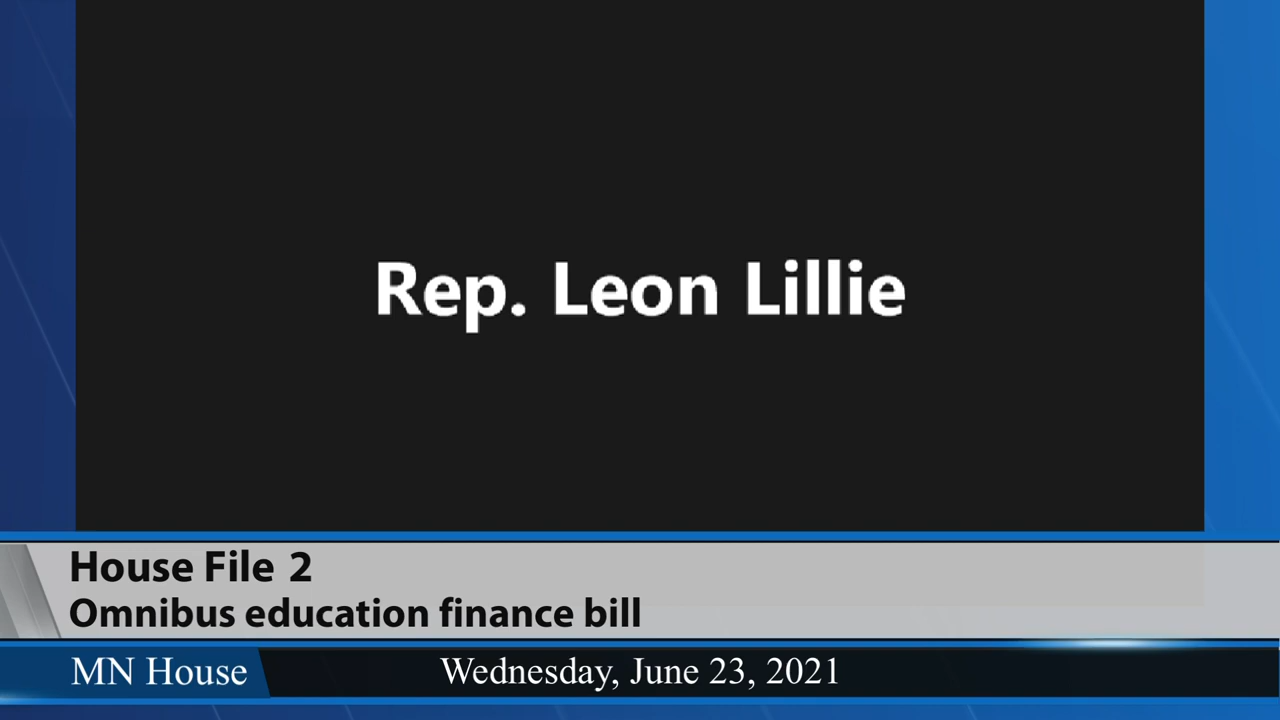 Rep. Leon Lillie
House File 2
Omnibus education finance bill
MN House
Wednesday, June 23, 2021